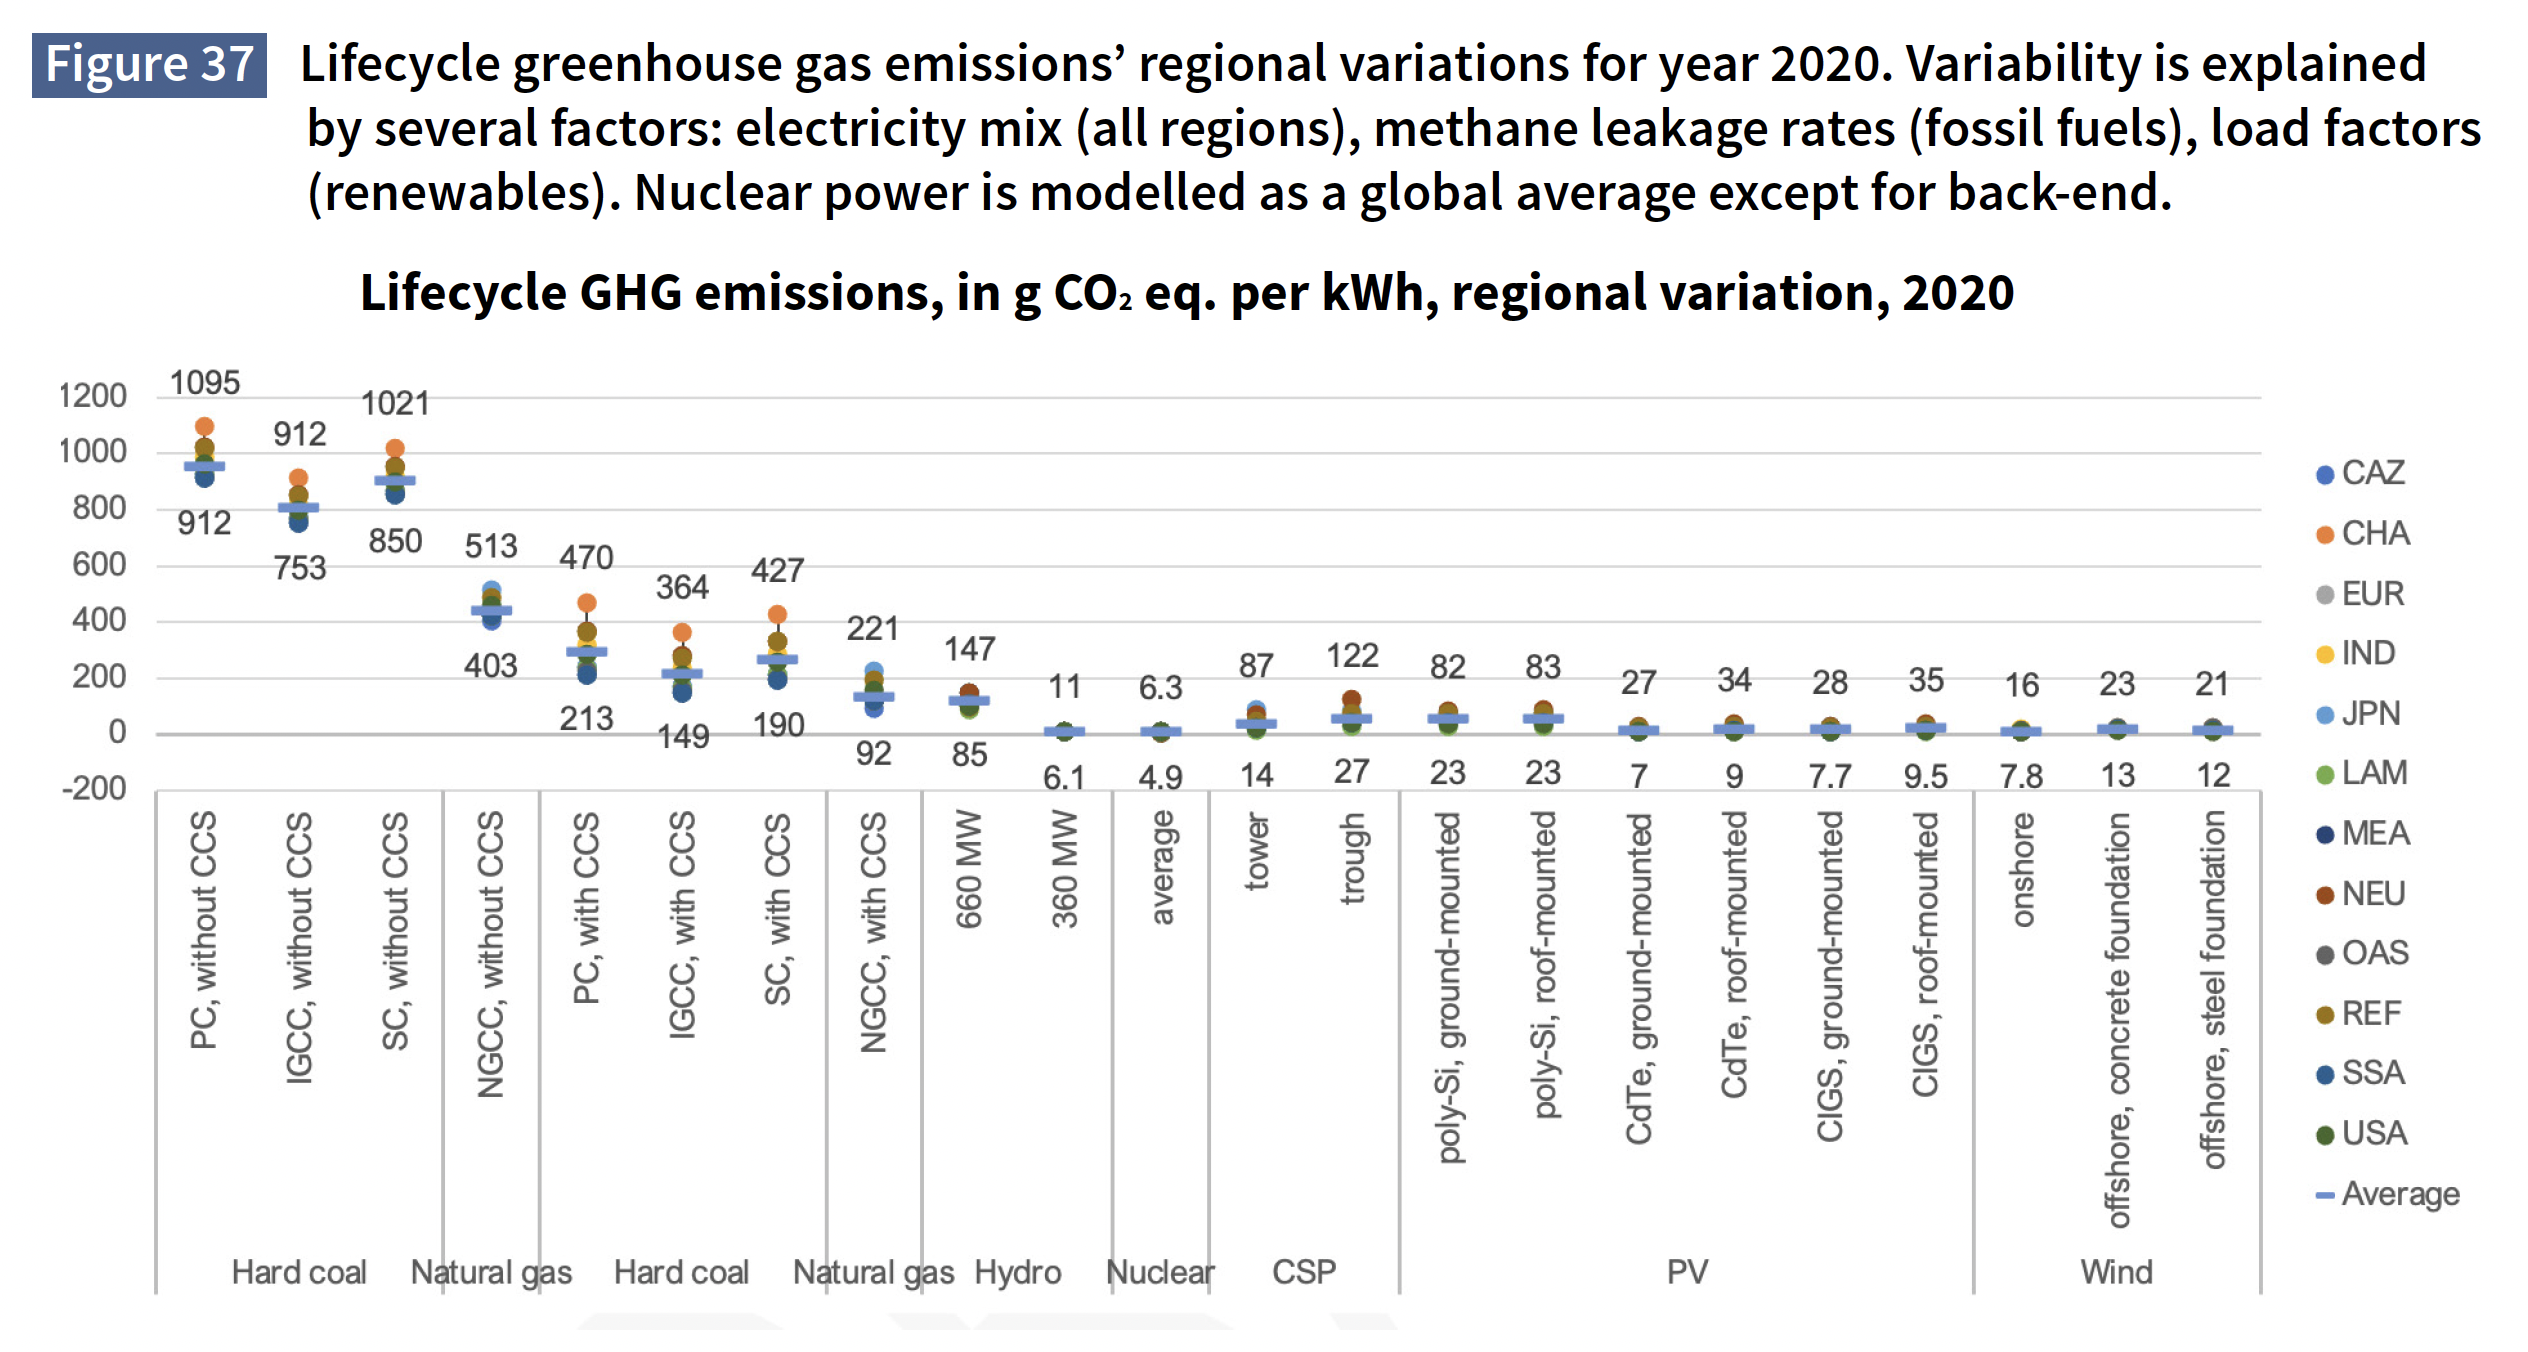 Figure 37 Lifecycle greenhouse gas emissions’ regional variations for year 2020. Variability is explained
by several factors: electricity mix (all regions), methane leakage rates (fossil fuels), load factors
(renewables). Nuclear power is modelled as a global average except for back-end.
Lifecycle GHG emissions, in g CO₂ eq. per kWh, regional variation, 2020
1200
1000
800
600
400
200
0
-200
1095
912
912
753
1021
850
513
403
470
213
364
149
427
190
221
92
147
85
11
6.1
6.3
4.9
87
14
122
27
82
23
83
23
27
7
34
9
28
7.7
35
9.5
16
7.8
23
13
21
12
PC, without CCS
IGCC, without CCS
SC, without CCS
NGCC, without CCS
PC, with CCS
IGCC, with CCS
SC, with CCS
NGCC, with CCS
660 MW
360 MW
average
tower
trough
poly-Si, ground-mounted
poly-Si, roof-mounted
CdTe, ground-mounted
CdTe, roof-mounted
CIGS, ground-mounted
CIGS, roof-mounted
onshore
offshore, concrete foundation
offshore, steel foundation
Hard coal
Natural gas
Hard coal
Natural gas
Hydro
Nuclear
CSP
PV
Wind
CAZ
CHA
EUR
IND
JPN
LAM
MEA
NEU
OAS
REF
SSA
USA
Average